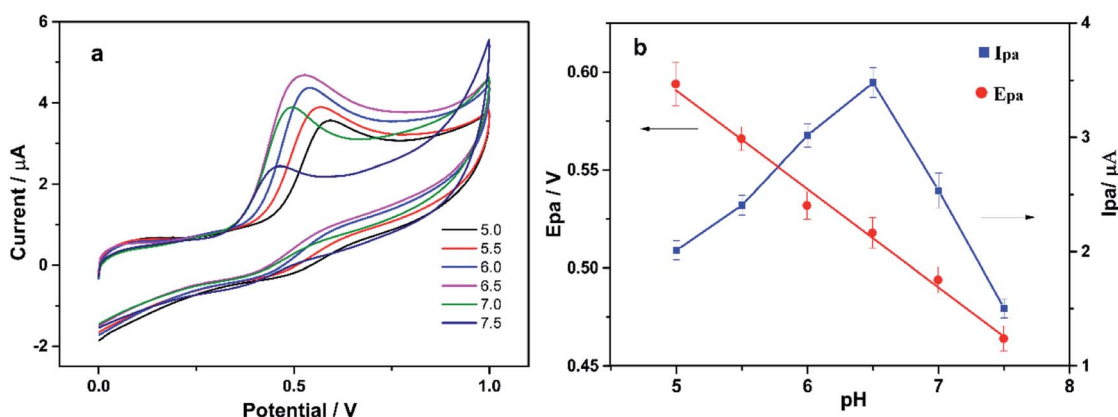 a
6
4
2
0
-2
Current / μA
0.0
0.5
1.0
Potential / V
5.0
5.5
6.0
6.5
7.0
7.5
b
0.60
0.55
0.50
0.45
Epa / V
5
6
7
8
pH
4
3
2
1
Ipa/ μA
Ipa
Epa